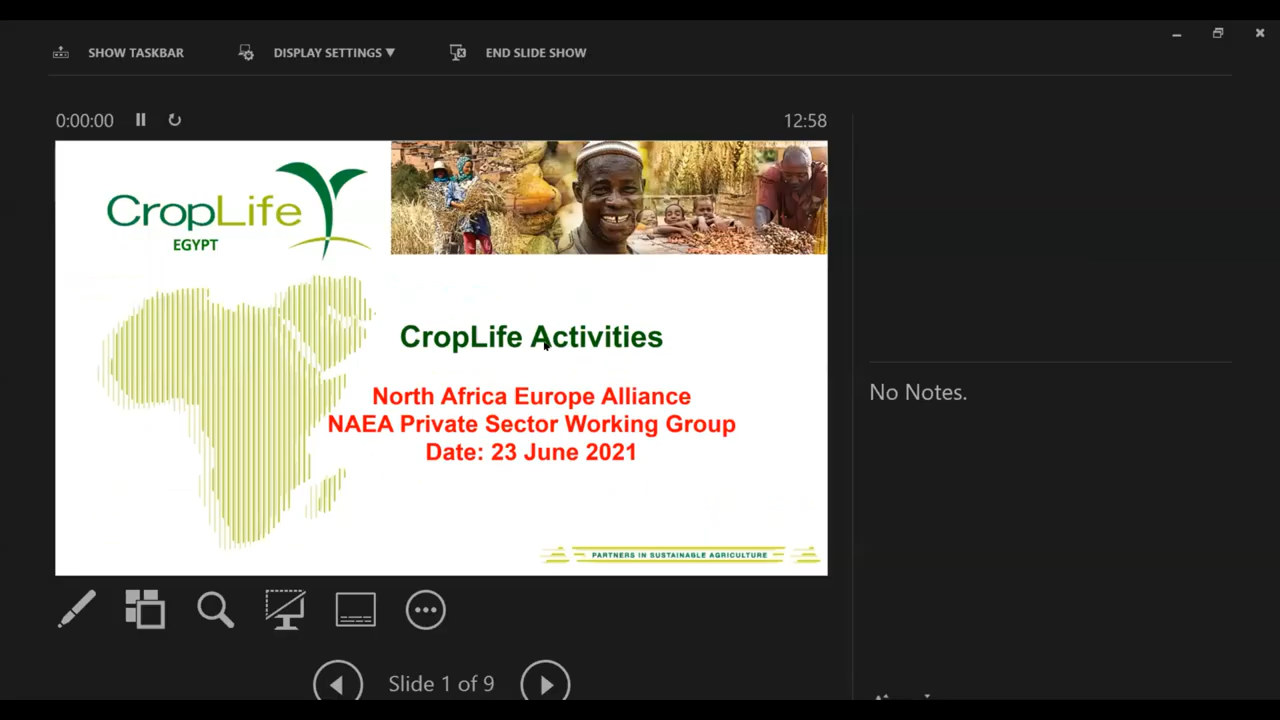 SHOW TASKBAR
DISPLAY SETTINGS ▼
END SLIDE SHOW
0:00:00
12:58
CropLife
EGYPT
CropLife Activities
North Africa Europe Alliance
NAEA Private Sector Working Group
Date: 23 June 2021
PARTNERS IN SUSTAINABLE AGRICULTURE
No Notes.
Slide 1 of 9